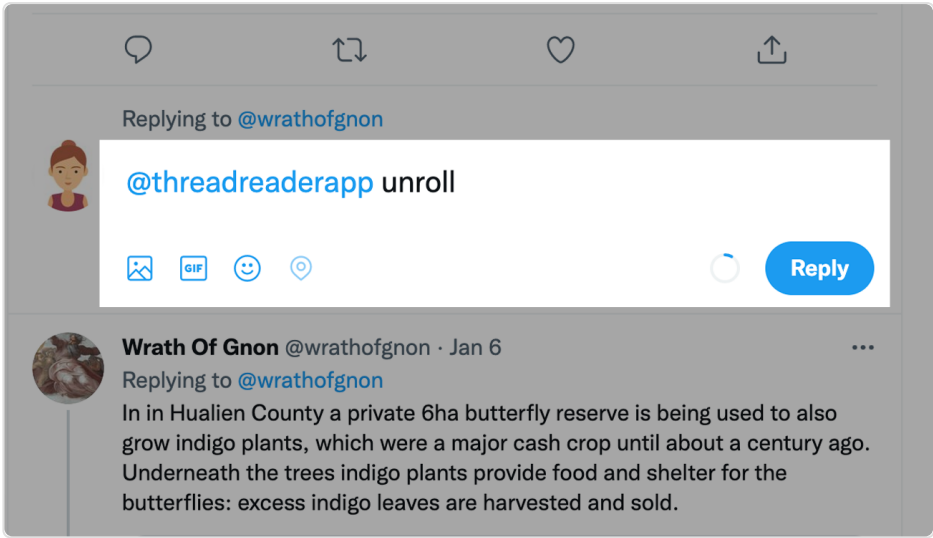 Replying to @wrathofgnon
@threadreaderapp unroll
GIF
Reply
Wrath Of Gnon @wrathofgnon · Jan 6
Replying to @wrathofgnon
In in Hualien County a private 6ha butterfly reserve is being used to also
grow indigo plants, which were a major cash crop until about a century ago.
Underneath the trees indigo plants provide food and shelter for the
butterflies: excess indigo leaves are harvested and sold.